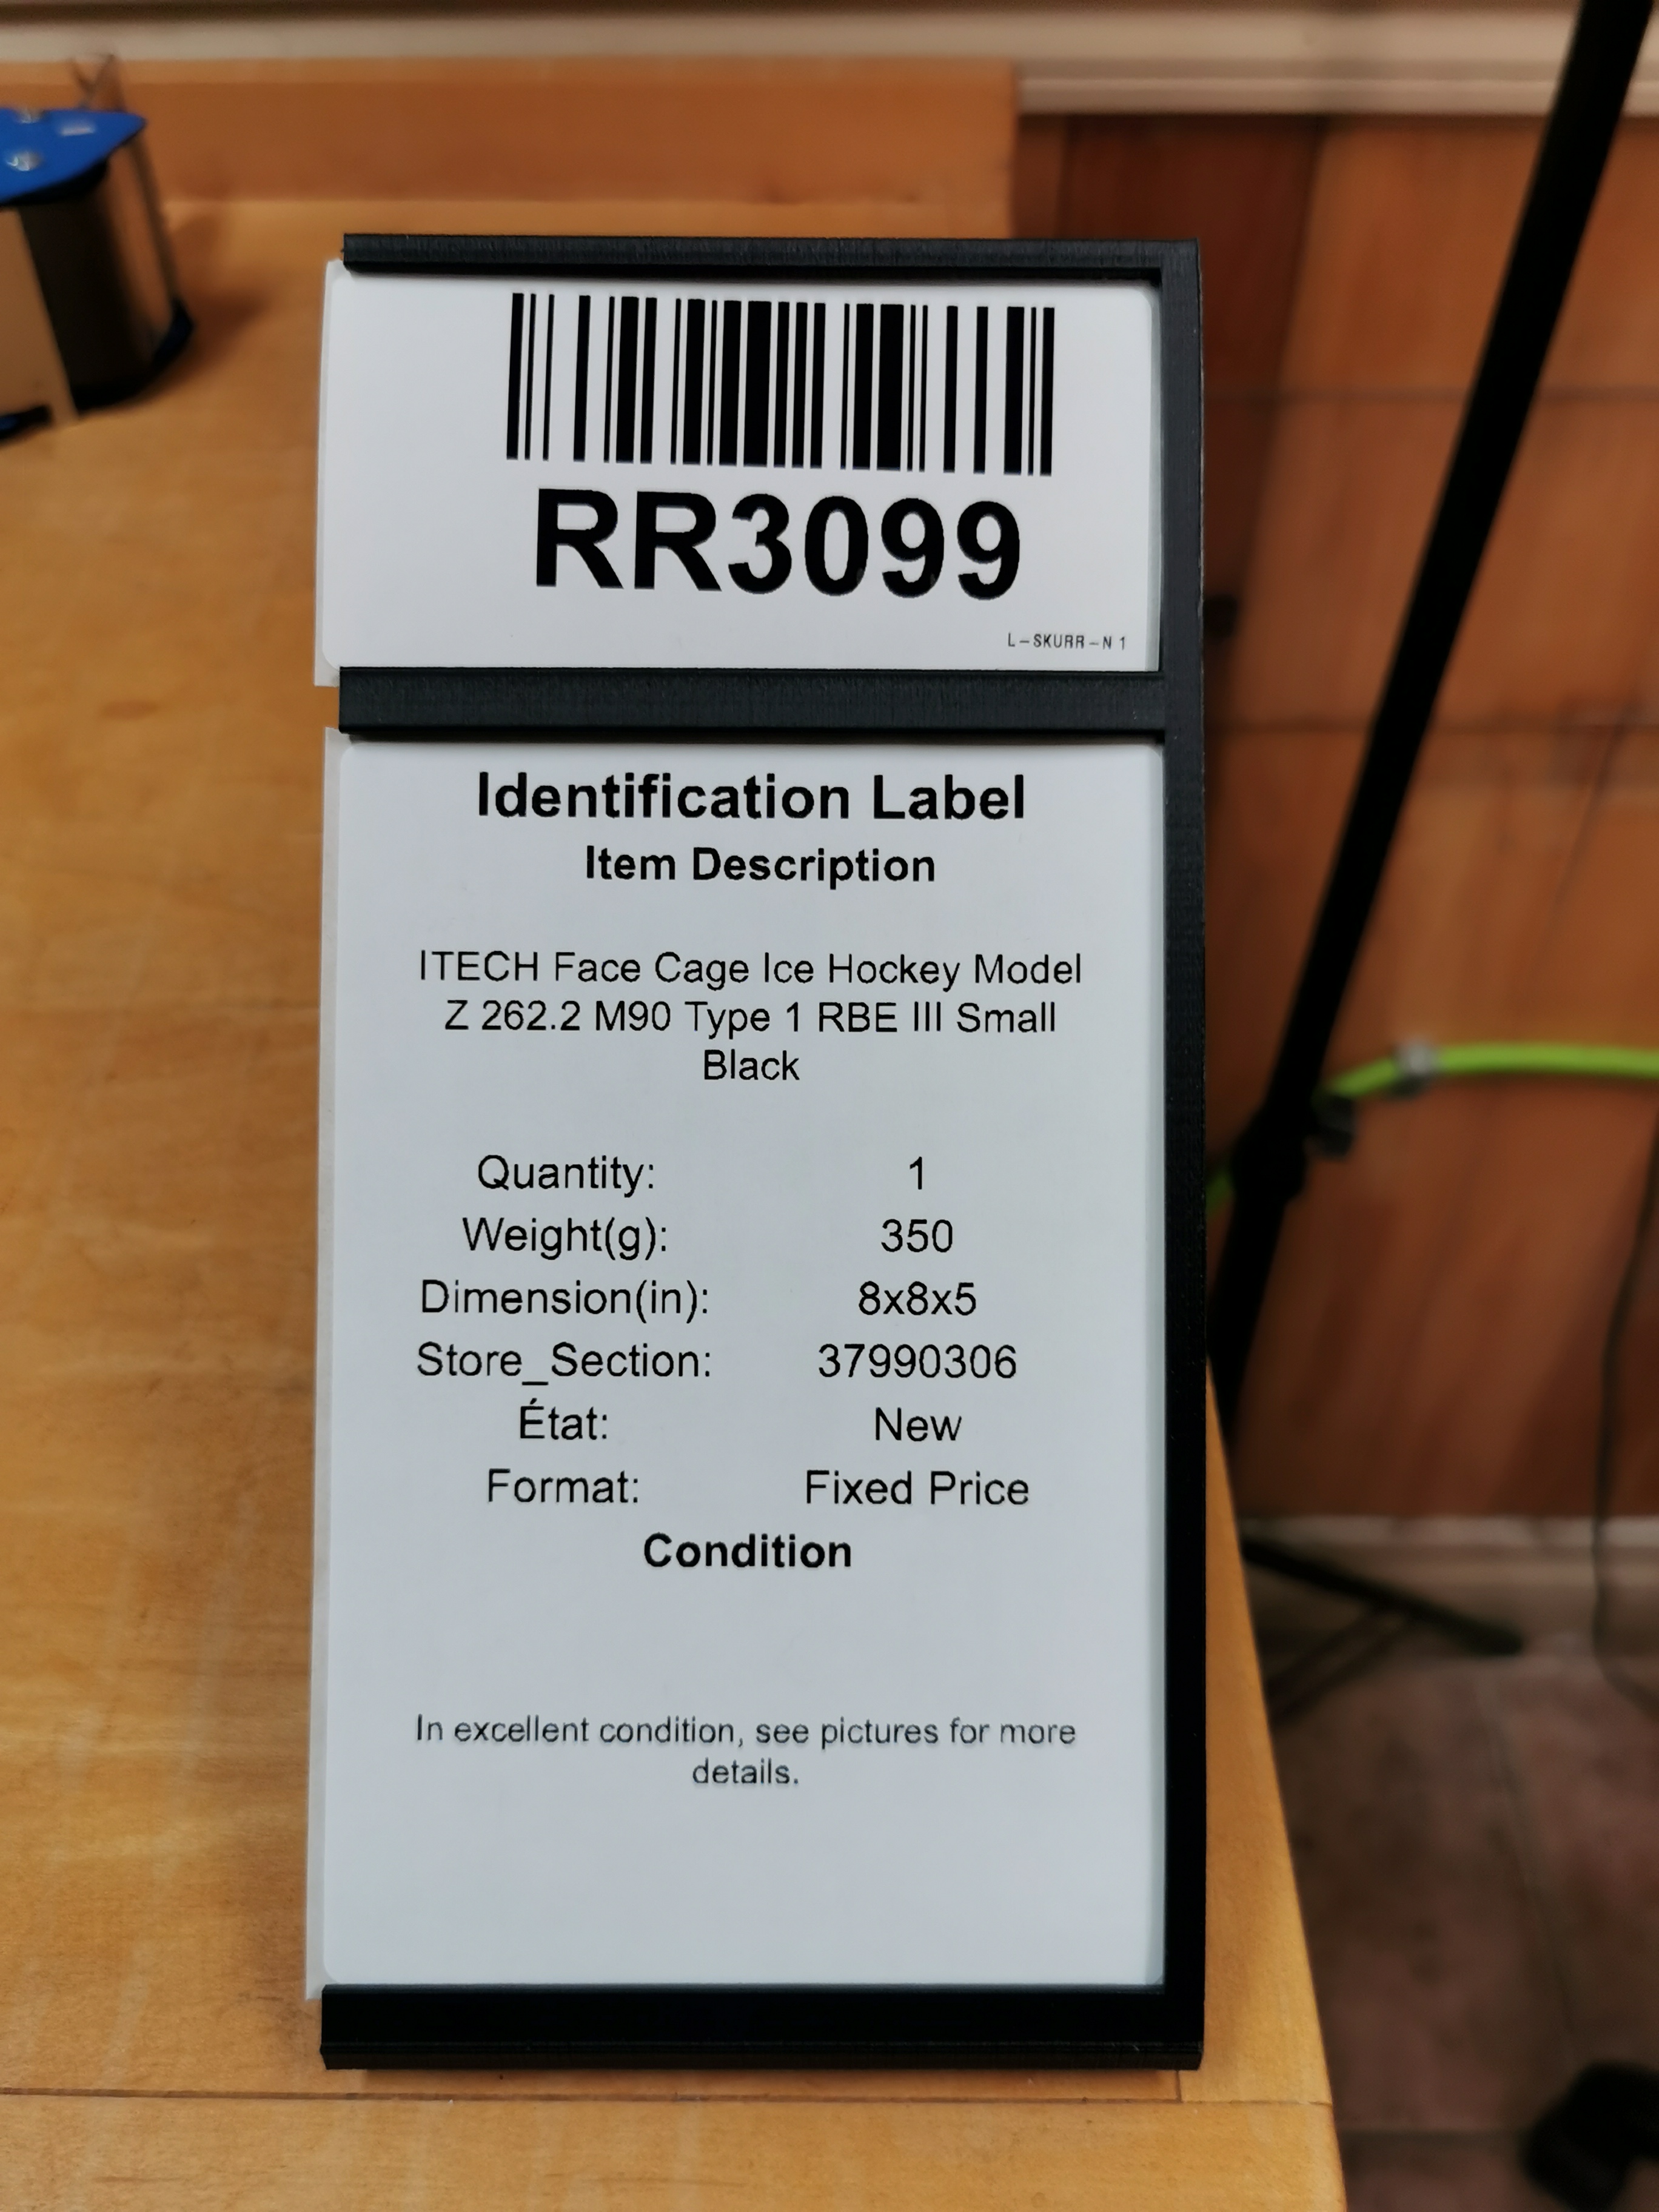 RR3099
L-SKURR-N 1
Identification Label
Item Description
ITECH Face Cage Ice Hockey Model
Z 262.2 M90 Type 1 RBE III Small
Black
Quantity: 1
Weight(g): 350
Dimension(in): 8x8x5
Store_Section: 37990306
État: New
Format: Fixed Price
Condition
In excellent condition, see pictures for more
details.